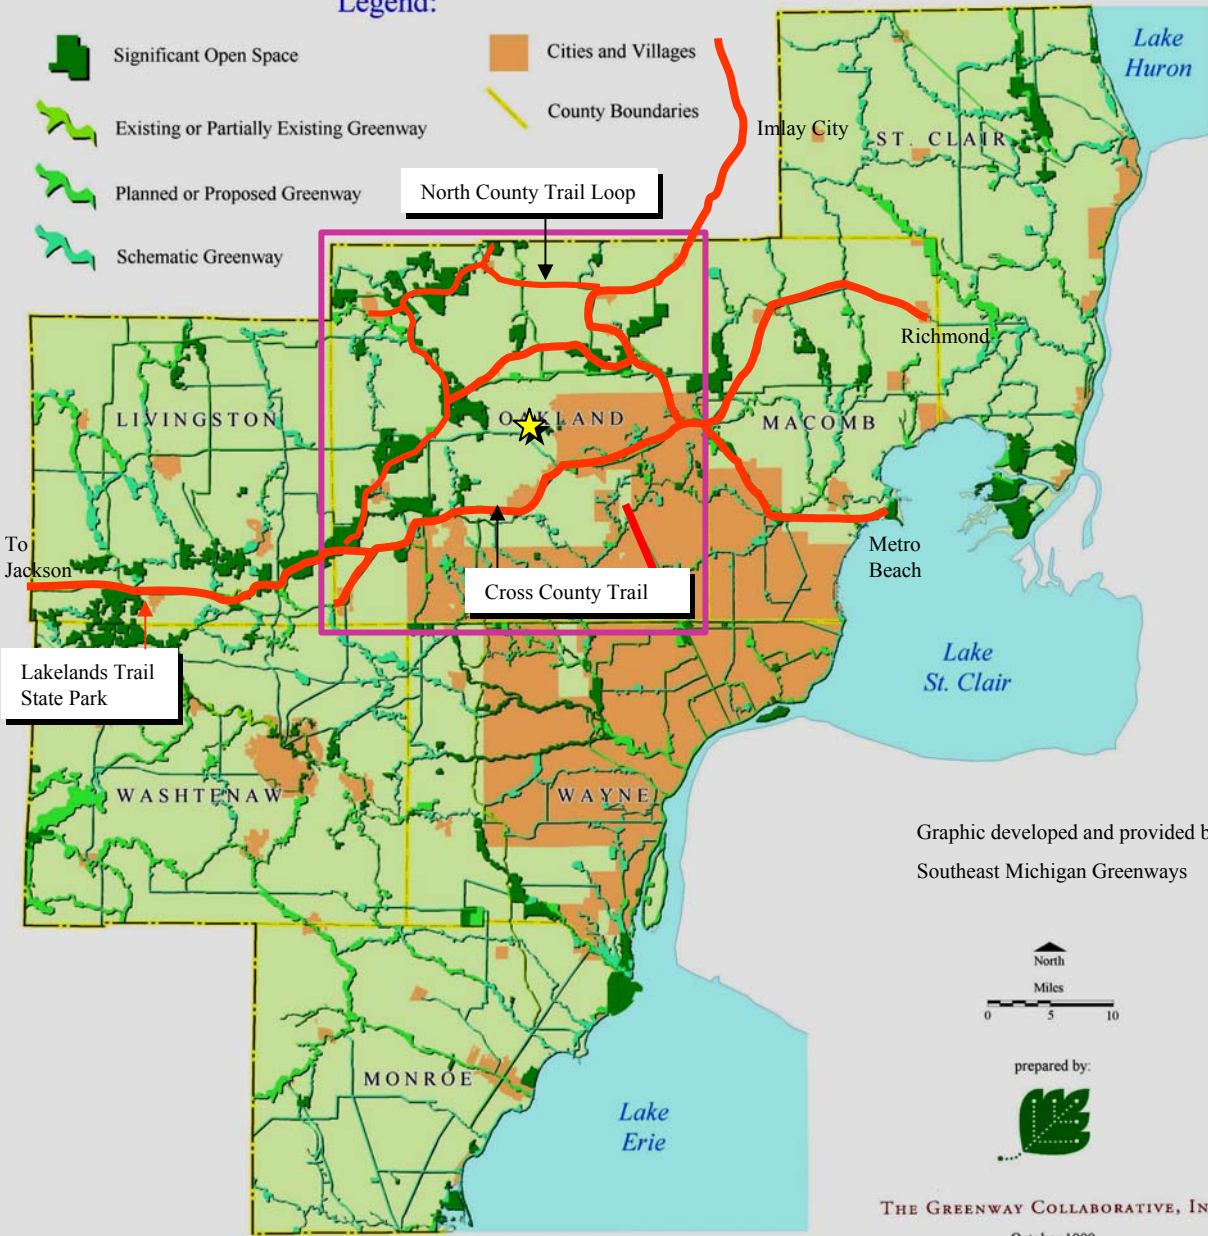 Legend:
Significant Open Space
Existing or Partially Existing Greenway
Planned or Proposed Greenway
Schematic Greenway
Cities and Villages
County Boundaries
Lake
Huron
Imlay City
ST. CLAIR
North County Trail Loop
Richmond
LIVINGSTON
OAKLAND
MACOMB
To
Jackson
Metro
Beach
Cross County Trail
Lakelands Trail
State Park
Lake
St. Clair
WASHTENAW
WAYNE
Graphic developed and provided b
Southeast Michigan Greenways
North
Miles
0 5 10
MONROE
prepared by:
Lake
Erie
THE GREENWAY COLLABORATIVE, IN
October 1999